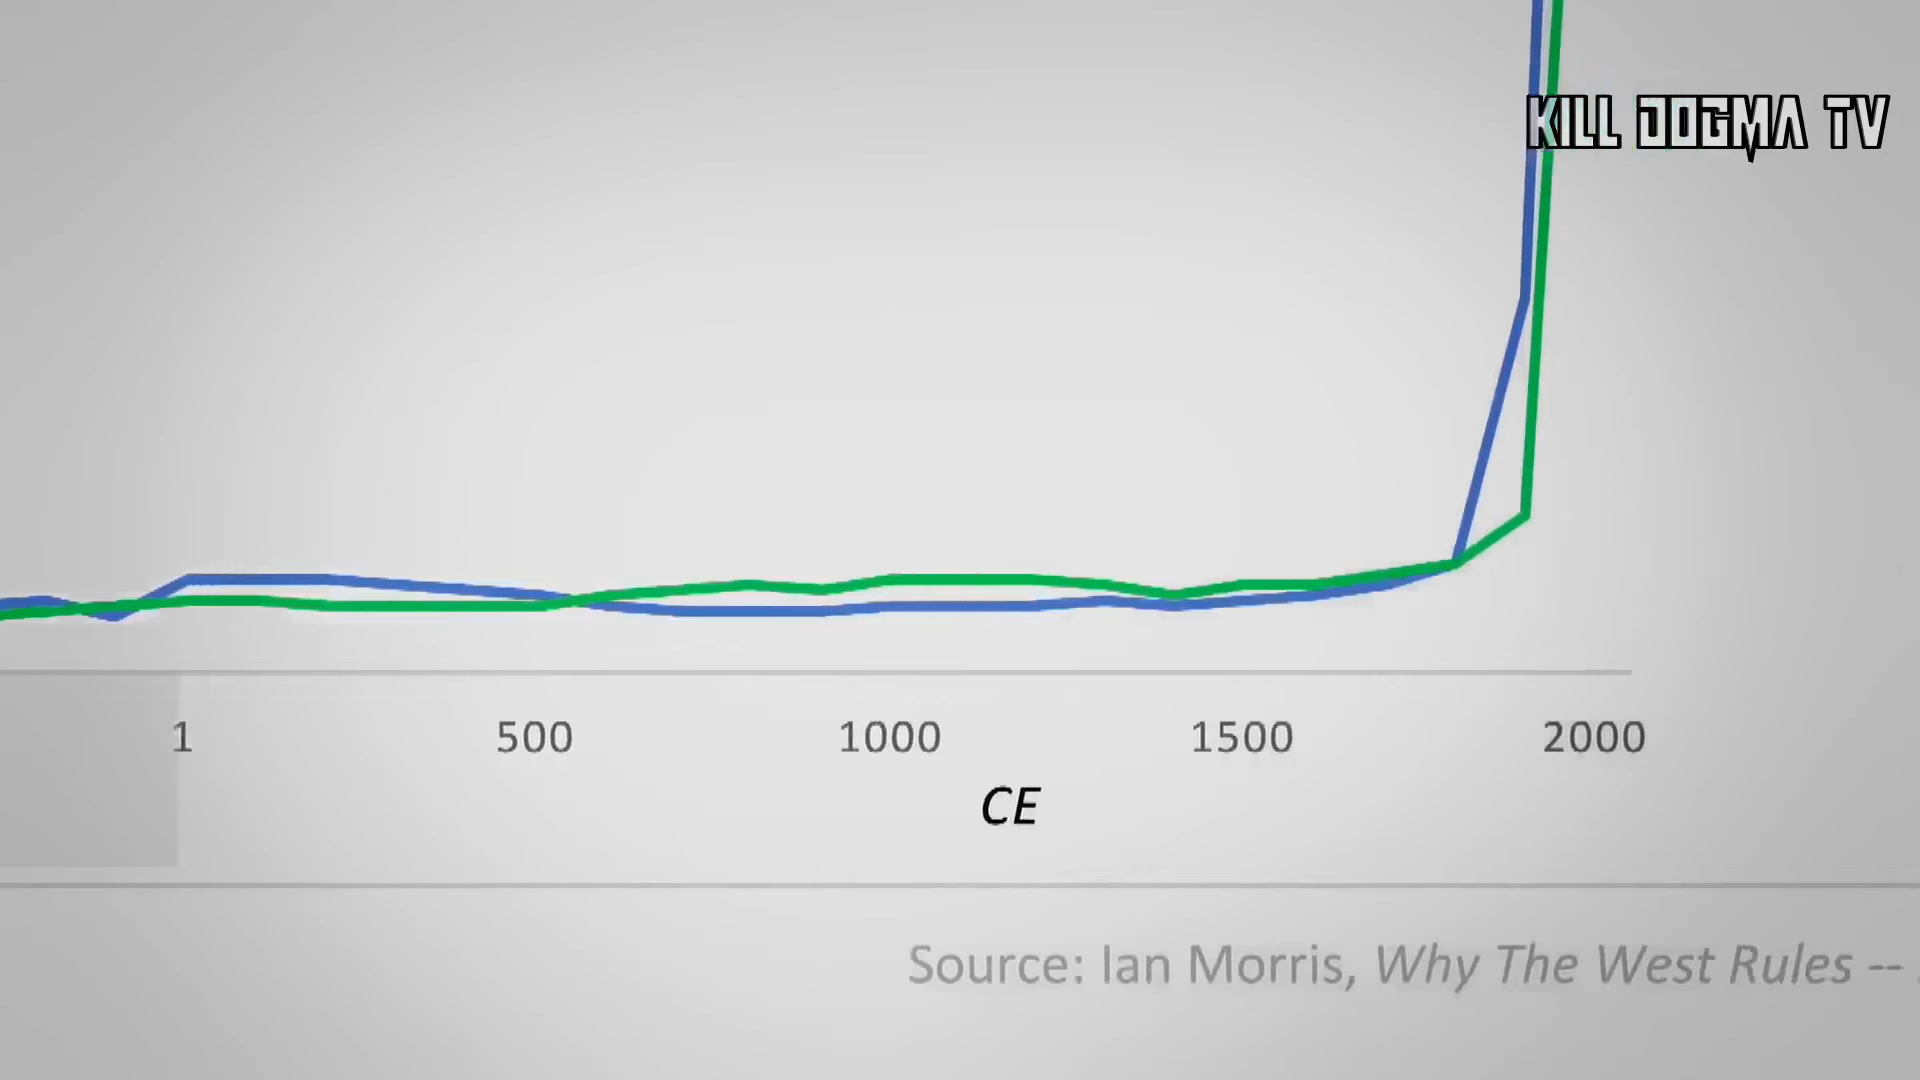 KILL DOGMA TV
1 500 1000 1500 2000
CE
Source: Ian Morris, Why The West Rules --